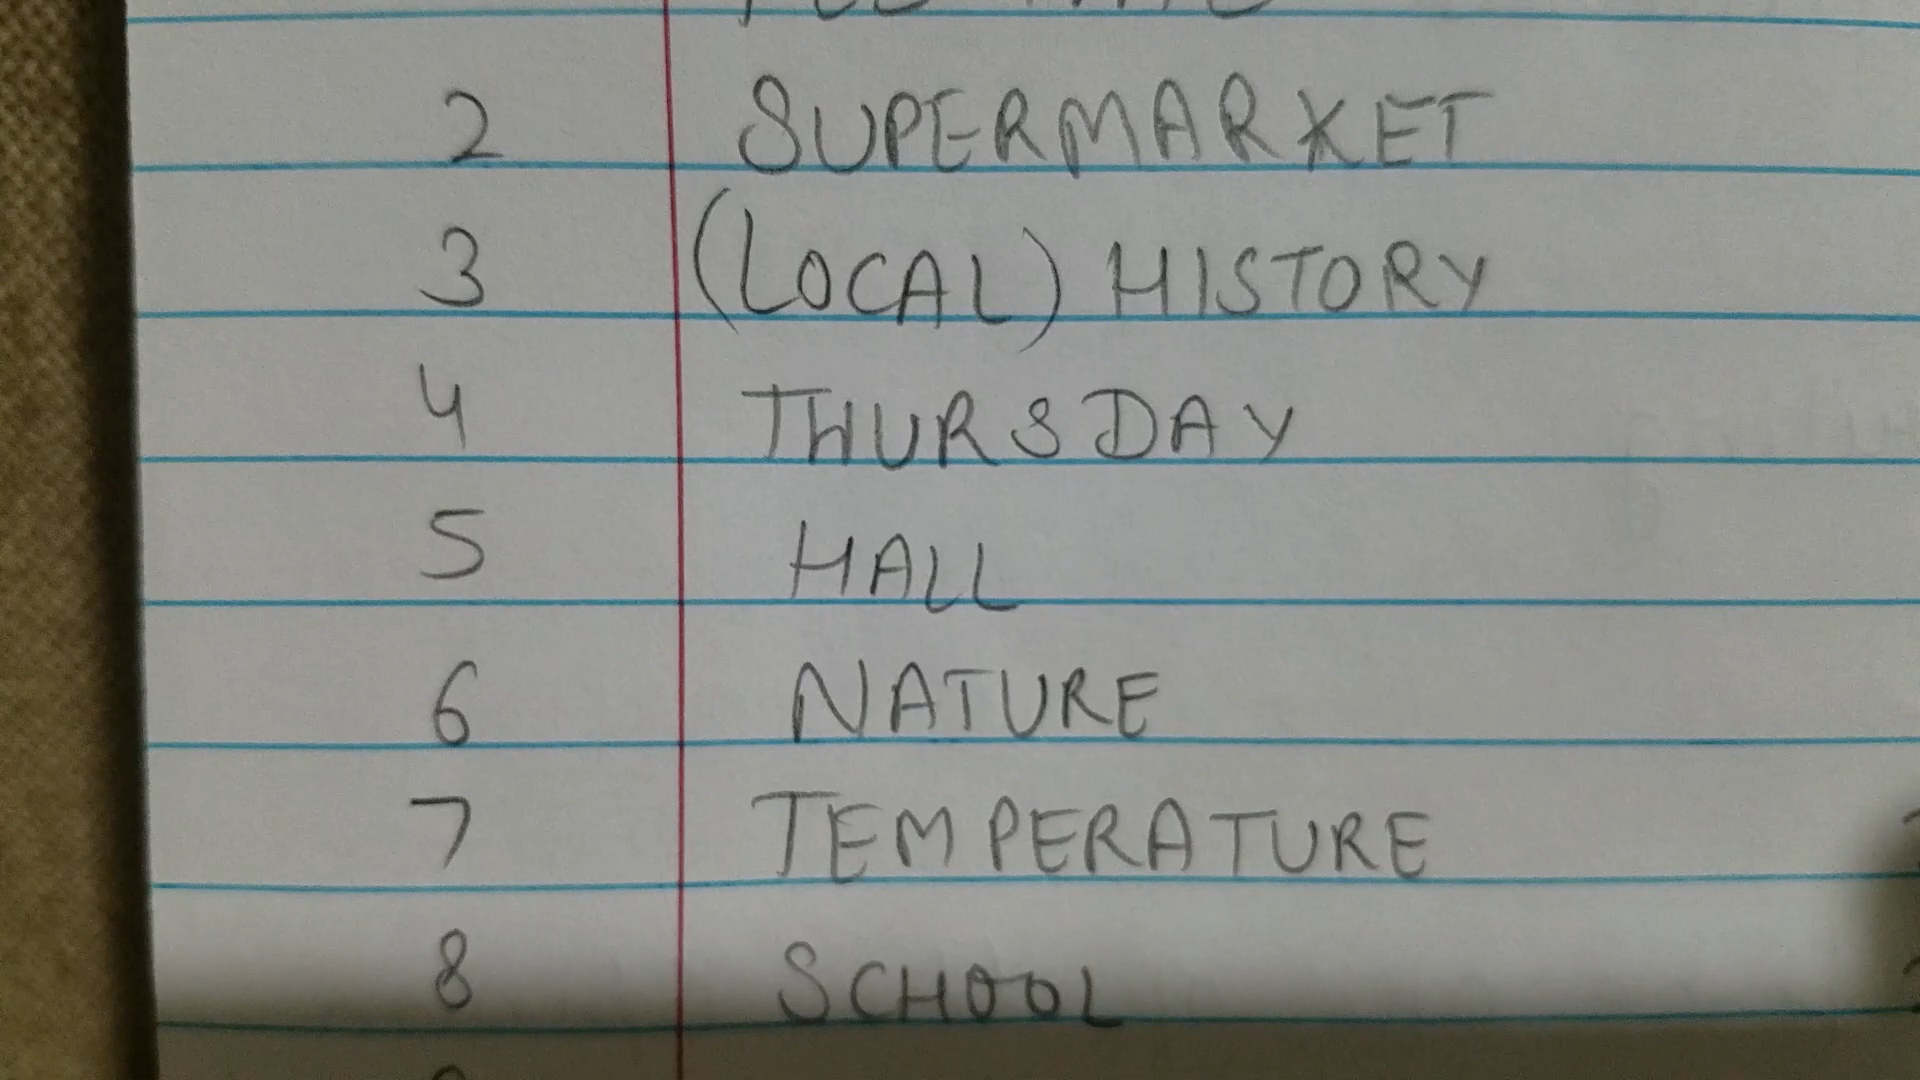 2 SUPERMARKET
3 (LOCAL) HISTORY
4 THURSDAY
5 HALL
6 NATURE
7 TEMPERATURE
8 SCHOOL